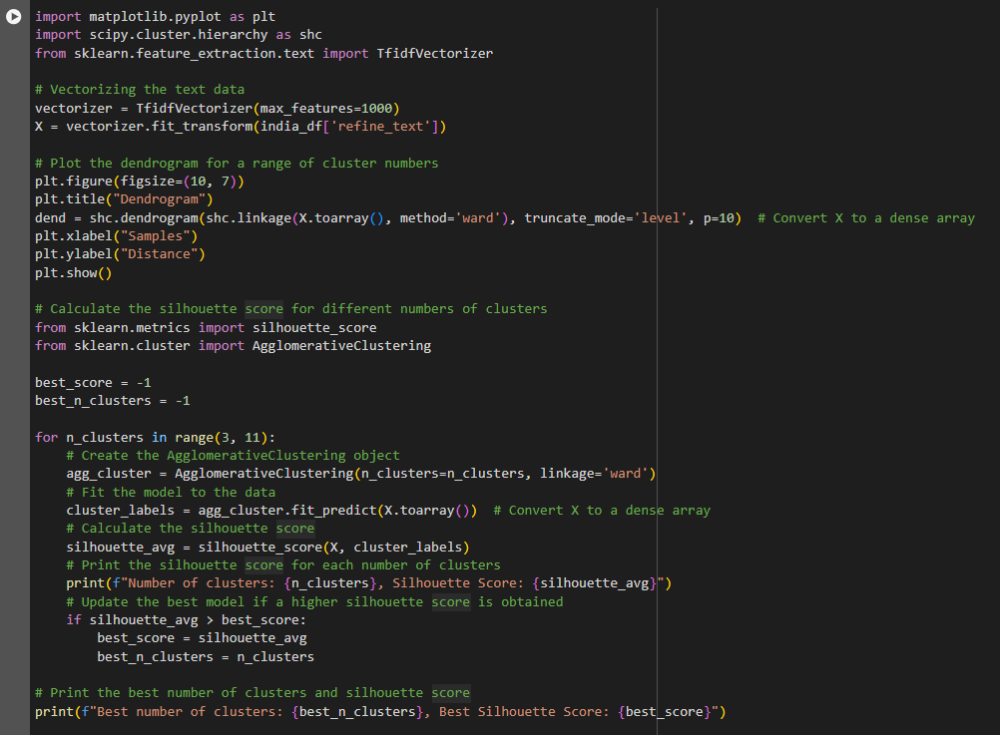 import matplotlib.pyplot as plt
import scipy.cluster.hierarchy as shc
from sklearn.feature_extraction.text import TfidfVectorizer

# Vectorizing the text data
vectorizer = TfidfVectorizer(max_features=1000)
X = vectorizer.fit_transform(india_df['refine_text'])

# Plot the dendrogram for a range of cluster numbers
plt.figure(figsize=(10, 7))
plt.title("Dendrogram")
dend = shc.dendrogram(shc.linkage(X.toarray(), method='ward'), truncate_mode='level', p=10)  # Convert X to a dense array
plt.xlabel("Samples")
plt.ylabel("Distance")
plt.show()

# Calculate the silhouette score for different numbers of clusters
from sklearn.metrics import silhouette_score
from sklearn.cluster import AgglomerativeClustering

best_score = -1
best_n_clusters = -1

for n_clusters in range(3, 11):
    # Create the AgglomerativeClustering object
    agg_cluster = AgglomerativeClustering(n_clusters=n_clusters, linkage='ward')
    # Fit the model to the data
    cluster_labels = agg_cluster.fit_predict(X.toarray())  # Convert X to a dense array
    # Calculate the silhouette score
    silhouette_avg = silhouette_score(X, cluster_labels)
    # Print the silhouette score for each number of clusters
    print(f"Number of clusters: {n_clusters}, Silhouette Score: {silhouette_avg}")
    # Update the best model if a higher silhouette score is obtained
    if silhouette_avg > best_score:
        best_score = silhouette_avg
        best_n_clusters = n_clusters

# Print the best number of clusters and silhouette score
print(f"Best number of clusters: {best_n_clusters}, Best Silhouette Score: {best_score}")